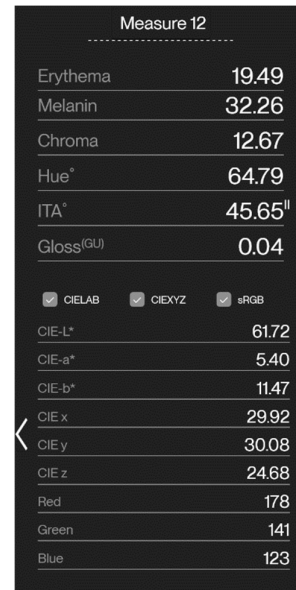 Measure 12
Erythema 19.49
Melanin 32.26
Chroma 12.67
Hue° 64.79
ITA° 45.65ᴵᴵ
Gloss⁽ᴳᵁ⁾ 0.04
CIELAB CIEXYZ sRGB
CIE-L* 61.72
CIE-a* 5.40
CIE-b* 11.47
CIE x 29.92
CIE y 30.08
CIE z 24.68
Red 178
Green 141
Blue 123